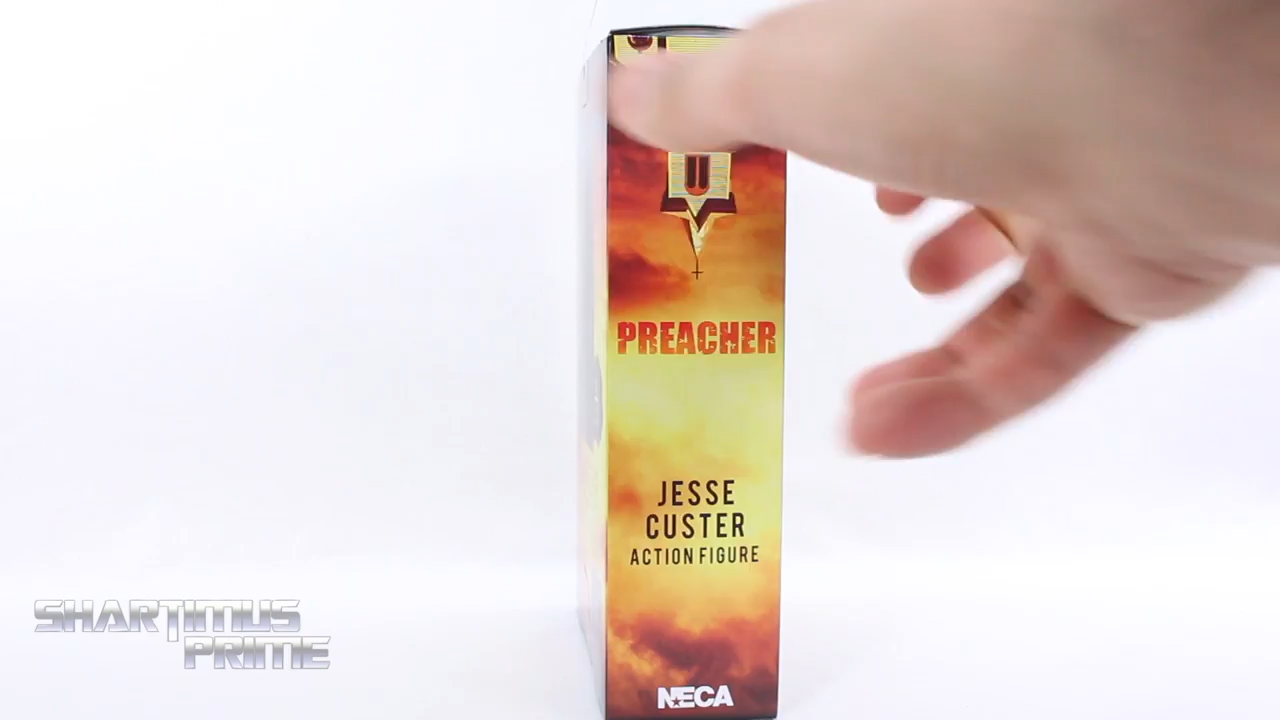 PREACHER
JESSE
CUSTER
ACTION FIGURE
NECA
SHARTIMUS
PRIME